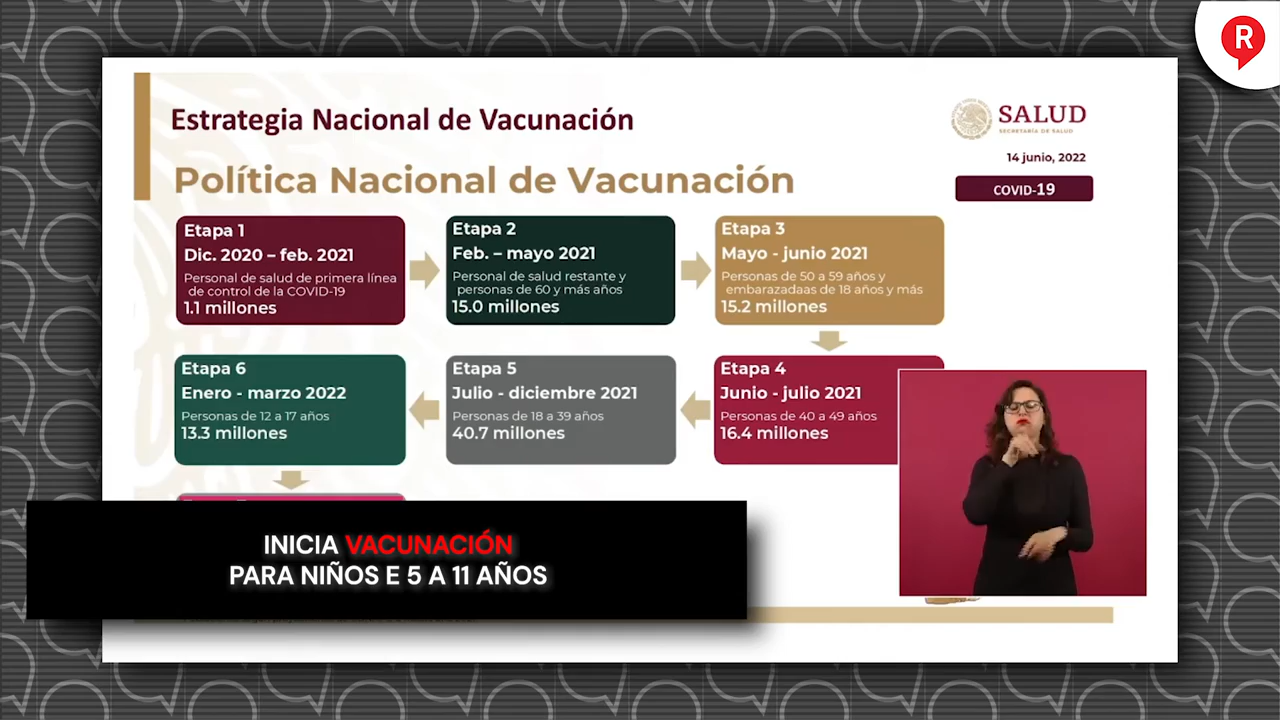 R
Estrategia Nacional de Vacunación
SALUD
SECRETARÍA DE SALUD
14 junio, 2022
Política Nacional de Vacunación
COVID-19
Etapa 1
Dic. 2020 – feb. 2021
Personal de salud de primera línea
de control de la COVID-19
1.1 millones
Etapa 2
Feb. – mayo 2021
Personal de salud restante y
personas de 60 y más años
15.0 millones
Etapa 3
Mayo - junio 2021
Personas de 50 a 59 años y
embarazadaas de 18 años y más
15.2 millones
Etapa 6
Enero - marzo 2022
Personas de 12 a 17 años
13.3 millones
Etapa 5
Julio - diciembre 2021
Personas de 18 a 39 años
40.7 millones
Etapa 4
Junio - julio 2021
Personas de 40 a 49 años
16.4 millones
INICIA VACUNACIÓN
PARA NIÑOS E 5 A 11 AÑOS